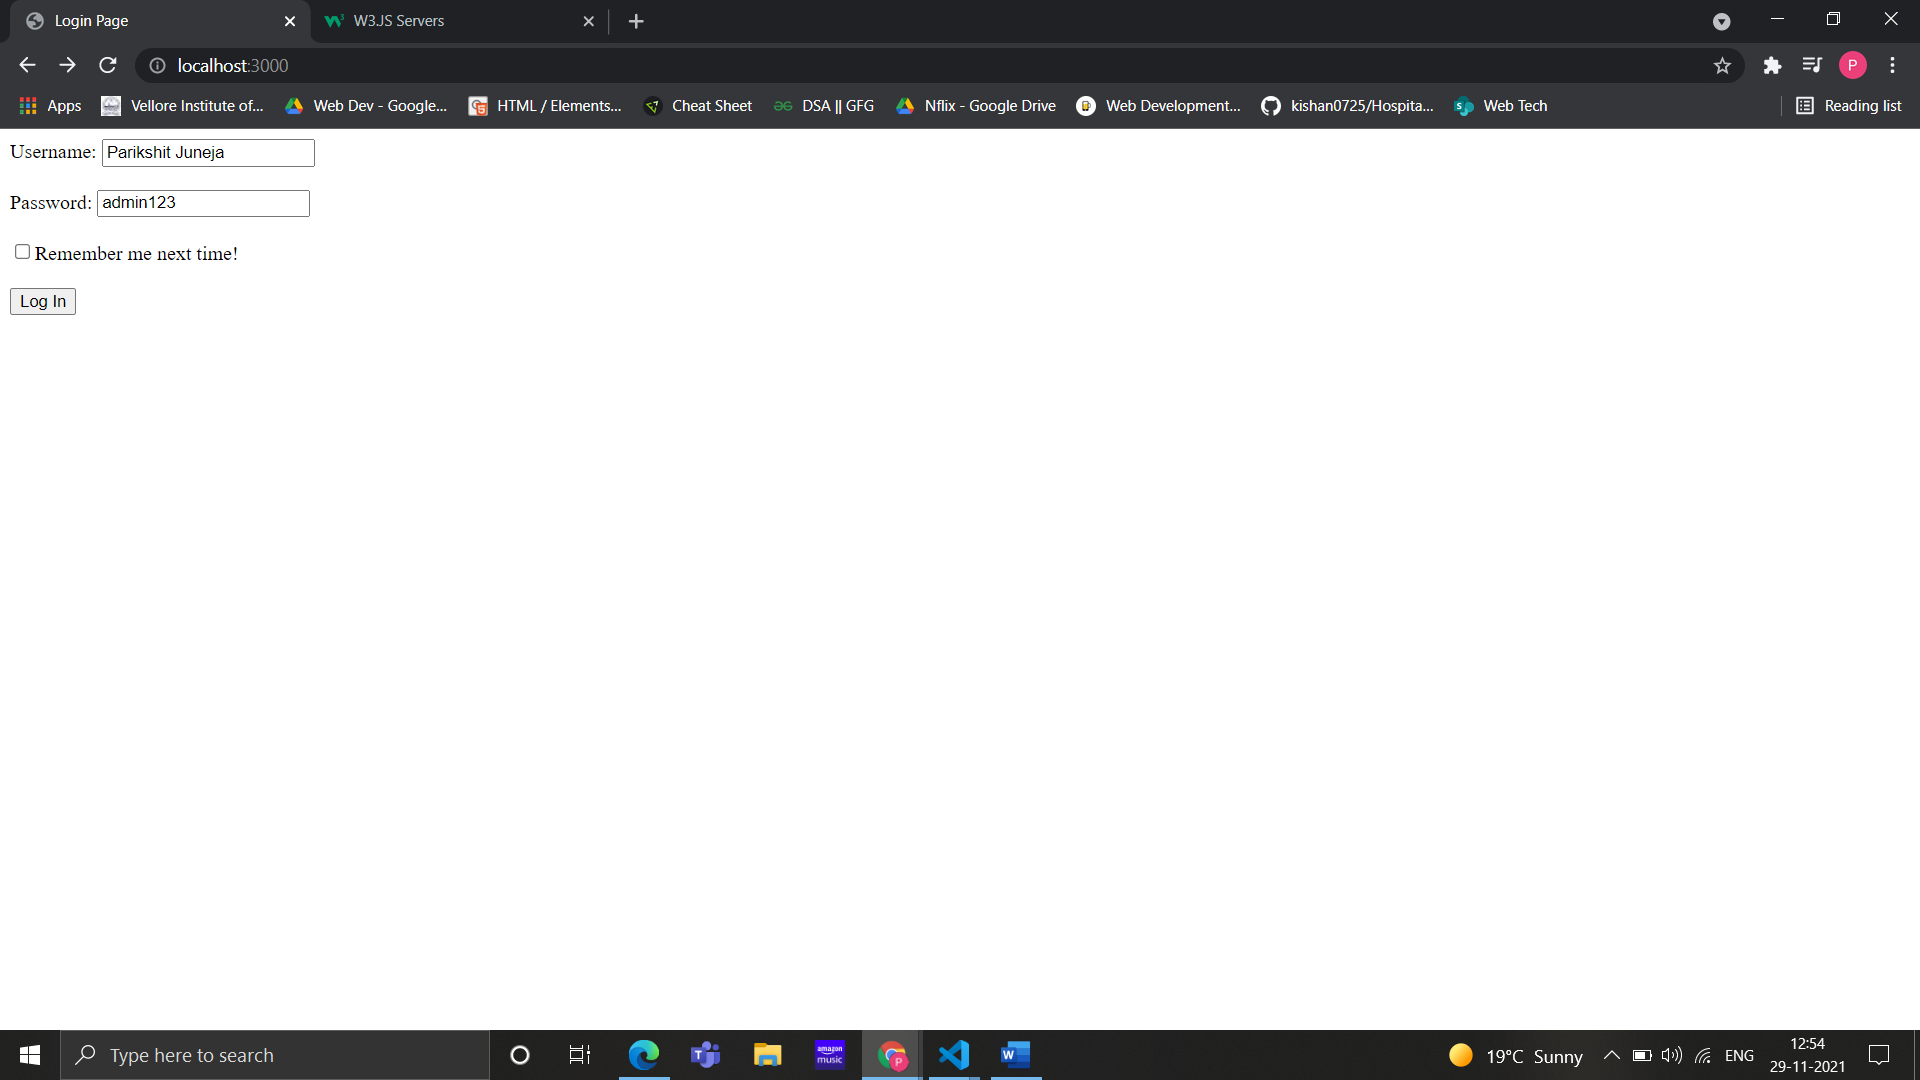 Login Page
W3.JS Servers
localhost:3000
Apps
Vellore Institute of...
Web Dev - Google...
HTML / Elements...
Cheat Sheet
DSA || GFG
Nflix - Google Drive
Web Development...
kishan0725/Hospita...
Web Tech
Reading list
Username: Parikshit Juneja
Password: admin123
Remember me next time!
Log In
Type here to search
19°C Sunny
ENG
12:54
29-11-2021